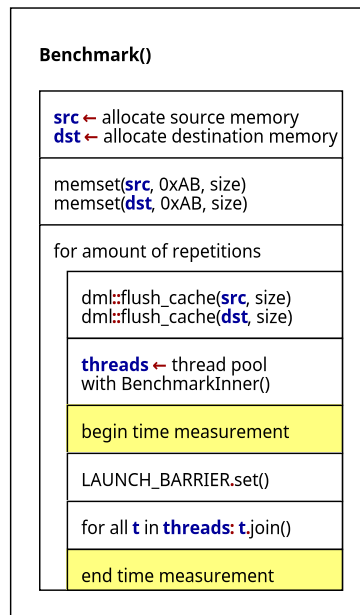 Benchmark()
src ← allocate source memory
dst ← allocate destination memory
memset(src, 0xAB, size)
memset(dst, 0xAB, size)
for amount of repetitions
dml::flush_cache(src, size)
dml::flush_cache(dst, size)
threads ← thread pool
with BenchmarkInner()
begin time measurement
LAUNCH_BARRIER.set()
for all t in threads: t.join()
end time measurement